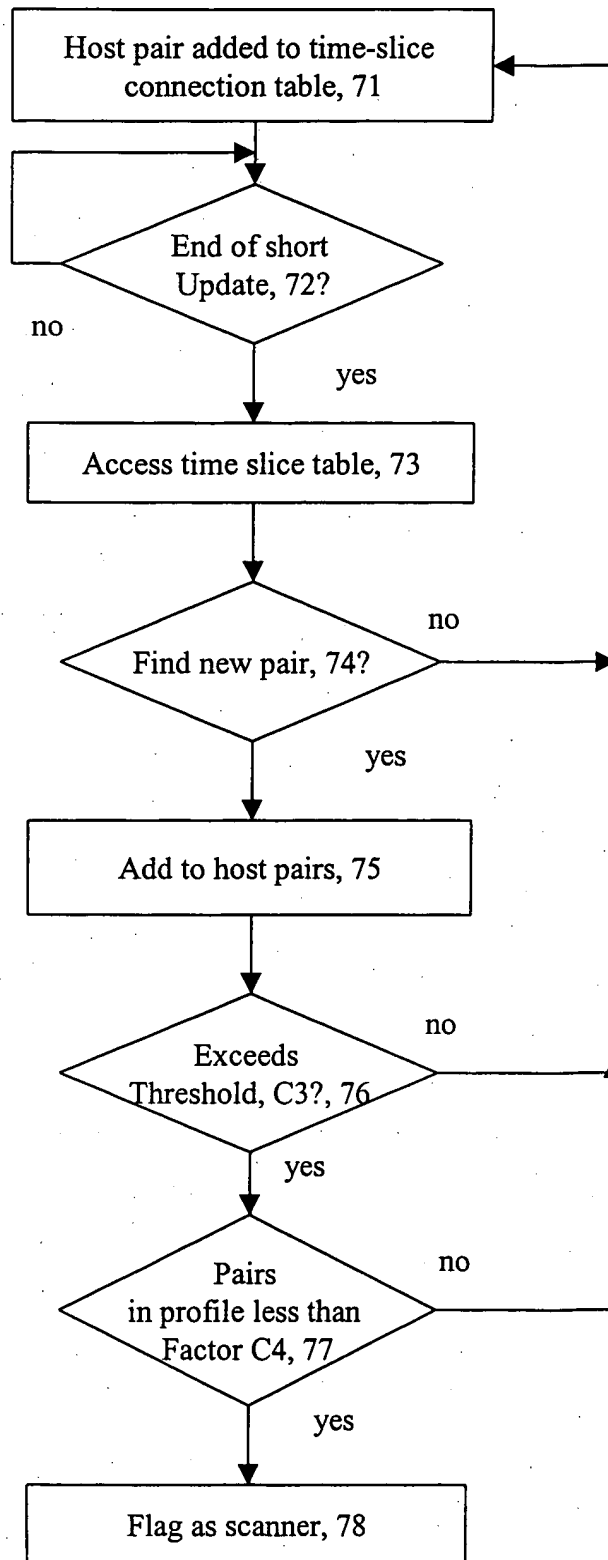 Host pair added to time-slice
connection table, 71
End of short
Update, 72?
no
yes
Access time slice table, 73
no
Find new pair, 74?
yes
Add to host pairs, 75
no
Exceeds
Threshold, C3?, 76
yes
no
Pairs
in profile less than
Factor C4, 77
yes
Flag as scanner, 78